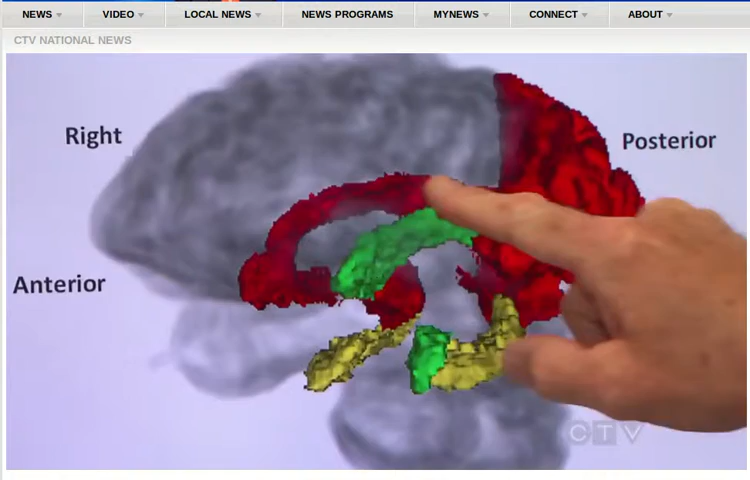 NEWS VIDEO LOCAL NEWS NEWS PROGRAMS MYNEWS CONNECT ABOUT
CTV NATIONAL NEWS
Right
Posterior
Anterior
CTV